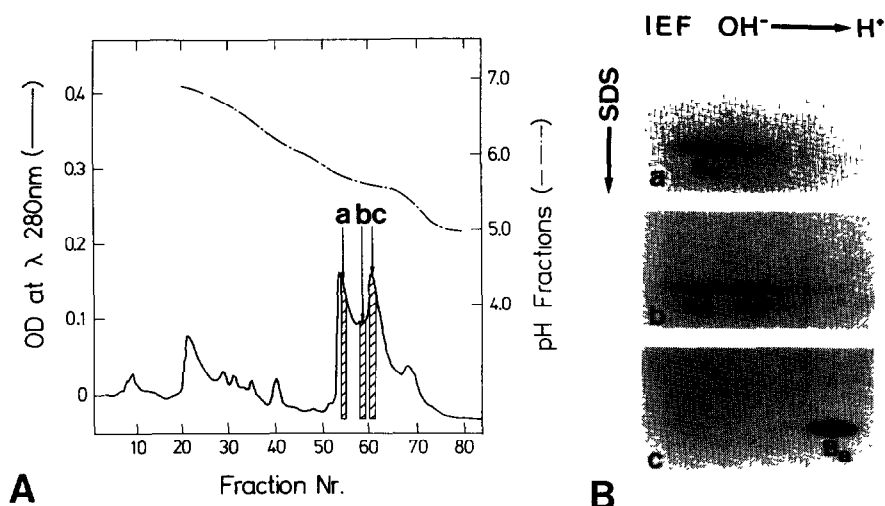 OD at λ 280nm (——)
0.4
0.3
0.2
0.1
0
10 20 30 40 50 60 70 80
Fraction Nr.
a b c
7.0
6.0
5.0
4.0
pH Fractions (—·—)
A
IEF OH⁻ ⟶ H⁺
SDS
a
b
c
B